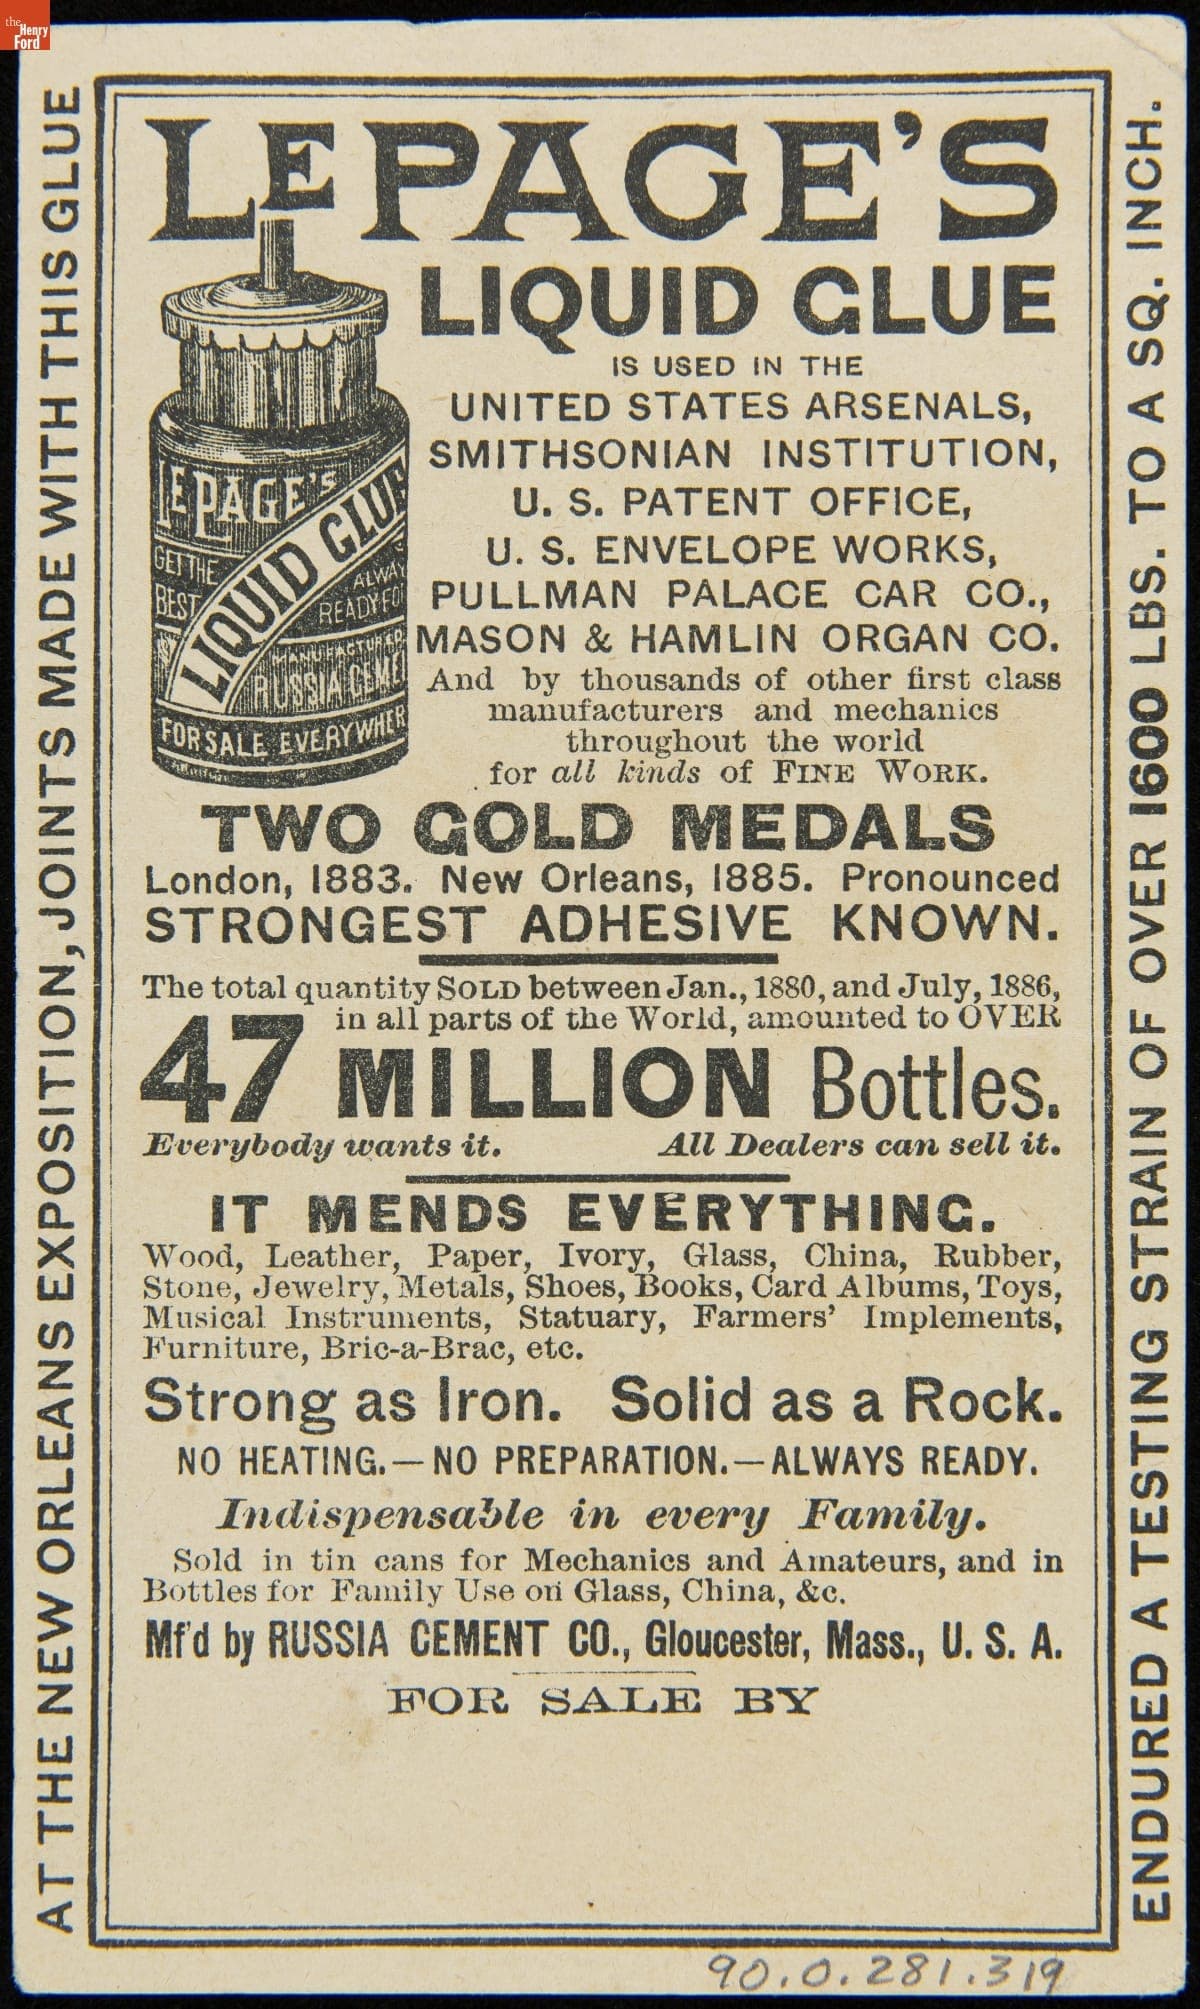 the
Henry
Ford
AT THE NEW ORLEANS EXPOSITION, JOINTS MADE WITH THIS GLUE
LEPAGE'S
LIQUID GLUE
IS USED IN THE
UNITED STATES ARSENALS,
SMITHSONIAN INSTITUTION,
U. S. PATENT OFFICE,
U. S. ENVELOPE WORKS,
PULLMAN PALACE CAR CO.,
MASON & HAMLIN ORGAN CO.
And by thousands of other first class
manufacturers and mechanics
throughout the world
for all kinds of FINE WORK.
LEPAGE'S
LIQUID GLUE
GET THE
BEST
ALWAY
READY FO
MANUFACTURE
RUSSIA CEME
FOR SALE EVERYWHER
TWO GOLD MEDALS
London, 1883. New Orleans, 1885. Pronounced
STRONGEST ADHESIVE KNOWN.
The total quantity SOLD between Jan., 1880, and July, 1886,
in all parts of the World, amounted to OVER
47 MILLION Bottles.
Everybody wants it. All Dealers can sell it.
IT MENDS EVERYTHING.
Wood, Leather, Paper, Ivory, Glass, China, Rubber,
Stone, Jewelry, Metals, Shoes, Books, Card Albums, Toys,
Musical Instruments, Statuary, Farmers' Implements,
Furniture, Bric-a-Brac, etc.
Strong as Iron. Solid as a Rock.
NO HEATING.—NO PREPARATION.—ALWAYS READY.
Indispensable in every Family.
Sold in tin cans for Mechanics and Amateurs, and in
Bottles for Family Use on Glass, China, &c.
Mf'd by RUSSIA CEMENT CO., Gloucester, Mass., U. S. A.
FOR SALE BY
ENDURED A TESTING STRAIN OF OVER 1600 LBS. TO A SQ. INCH.
90.0.281.319